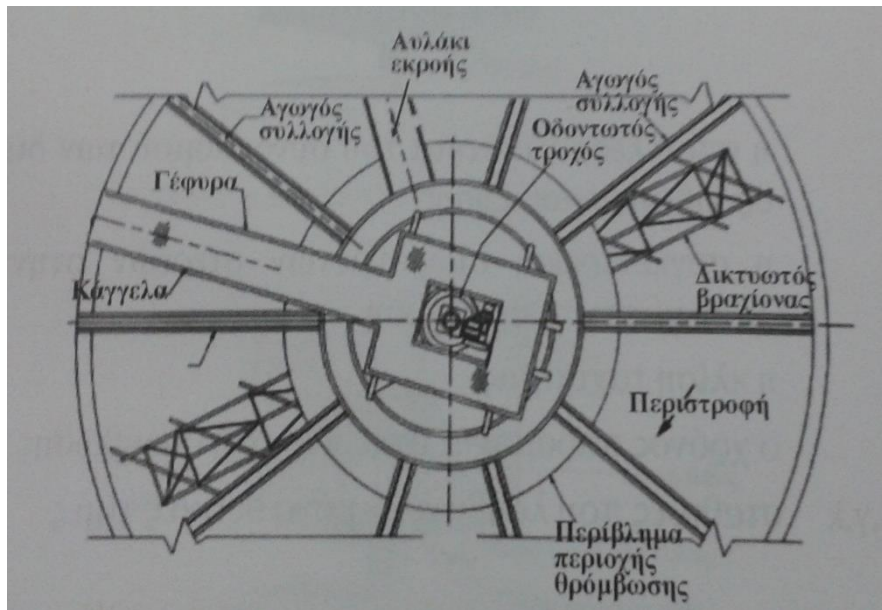 Αυλάκι
εκροής
Αγωγός
συλλογής
Αγωγός
συλλογής
Οδοντωτός
τροχός
Γέφυρα
Κάγγελα
Δικτυωτός
βραχίονας
Περιστροφή
Περίβλημα
περιοχής
θρόμβωσης